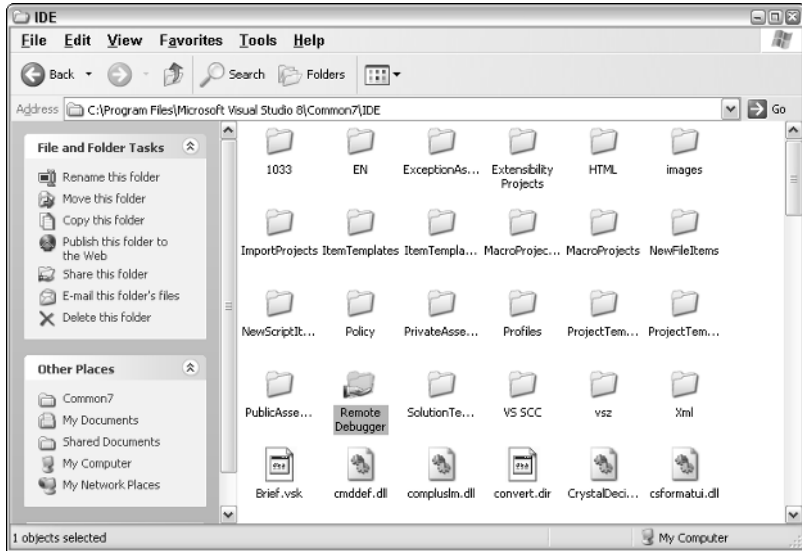 IDE
File Edit View Favorites Tools Help
Back Search Folders
Address C:\Program Files\Microsoft Visual Studio 8\Common7\IDE Go
File and Folder Tasks
Rename this folder
Move this folder
Copy this folder
Publish this folder to
the Web
Share this folder
E-mail this folder's files
Delete this folder
Other Places
Common7
My Documents
Shared Documents
My Computer
My Network Places
1033 EN ExceptionAs... Extensibility HTML images
Projects
ImportProjects ItemTemplates ItemTempla... MacroProjec... MacroProjects NewFileItems
NewScriptIt... Policy PrivateAsse... Profiles ProjectTem... ProjectTem...
PublicAsse... Remote SolutionTe... VS SCC vsz Xml
Debugger
Brief.vsk cmddef.dll compluslm.dll convert.dir CrystalDeci... csformatui.dll
1 objects selected My Computer